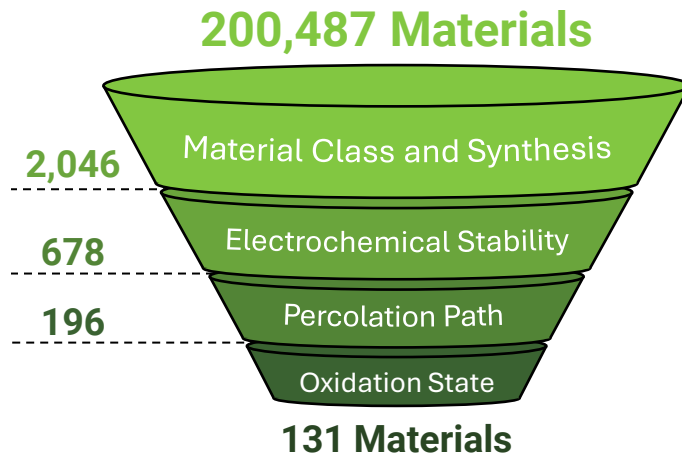 200,487 Materials
Material Class and Synthesis
2,046
Electrochemical Stability
678
Percolation Path
196
Oxidation State
131 Materials